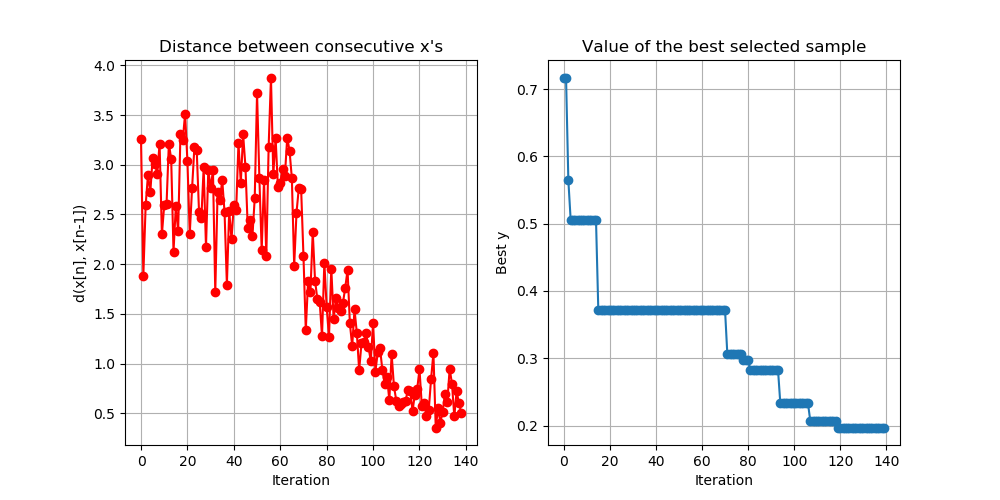 Distance between consecutive x's
4.0
3.5
3.0
2.5
2.0
1.5
1.0
0.5
d(x[n], x[n-1])
0 20 40 60 80 100 120 140
Iteration
Value of the best selected sample
0.7
0.6
0.5
0.4
0.3
0.2
Best y
0 20 40 60 80 100 120 140
Iteration